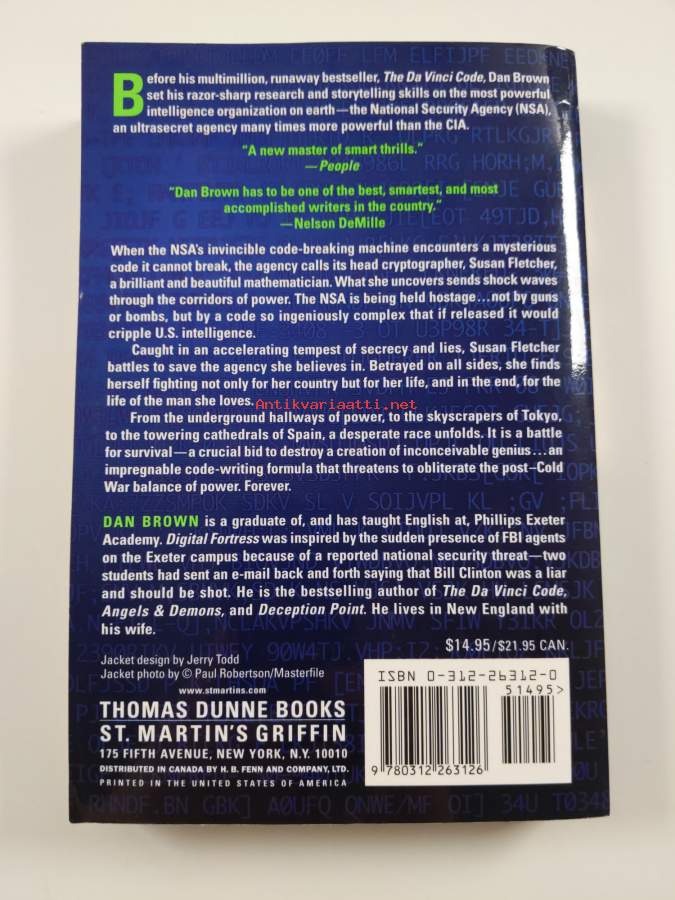 Before his multimillion, runaway bestseller, The Da Vinci Code, Dan Brown
set his razor-sharp research and storytelling skills on the most powerful
intelligence organization on earth—the National Security Agency (NSA),
an ultrasecret agency many times more powerful than the CIA.
"A new master of smart thrills."
—People
"Dan Brown has to be one of the best, smartest, and most
accomplished writers in the country."
—Nelson DeMille
When the NSA's invincible code-breaking machine encounters a mysterious
code it cannot break, the agency calls its head cryptographer, Susan Fletcher,
a brilliant and beautiful mathematician. What she uncovers sends shock waves
through the corridors of power. The NSA is being held hostage...not by guns
or bombs, but by a code so ingeniously complex that if released it would
cripple U.S. intelligence.
Caught in an accelerating tempest of secrecy and lies, Susan Fletcher
battles to save the agency she believes in. Betrayed on all sides, she finds
herself fighting not only for her country but for her life, and in the end, for the
life of the man she loves.
Antikvariaatti.net
From the underground hallways of power, to the skyscrapers of Tokyo,
to the towering cathedrals of Spain, a desperate race unfolds. It is a battle
for survival—a crucial bid to destroy a creation of inconceivable genius...an
impregnable code-writing formula that threatens to obliterate the post–Cold
War balance of power. Forever.
DAN BROWN is a graduate of, and has taught English at, Phillips Exeter
Academy. Digital Fortress was inspired by the sudden presence of FBI agents
on the Exeter campus because of a reported national security threat—two
students had sent an e-mail back and forth saying that Bill Clinton was a liar
and should be shot. He is the bestselling author of The Da Vinci Code,
Angels & Demons, and Deception Point. He lives in New England with
his wife.
$14.95/$21.95 CAN.
Jacket design by Jerry Todd
Jacket photo by © Paul Robertson/Masterfile
www.stmartins.com
THOMAS DUNNE BOOKS
ST. MARTIN'S GRIFFIN
175 FIFTH AVENUE, NEW YORK, N.Y. 10010
DISTRIBUTED IN CANADA BY H. B. FENN AND COMPANY, LTD.
PRINTED IN THE UNITED STATES OF AMERICA
ISBN 0-312-26312-0
51495>
9 780312 263126